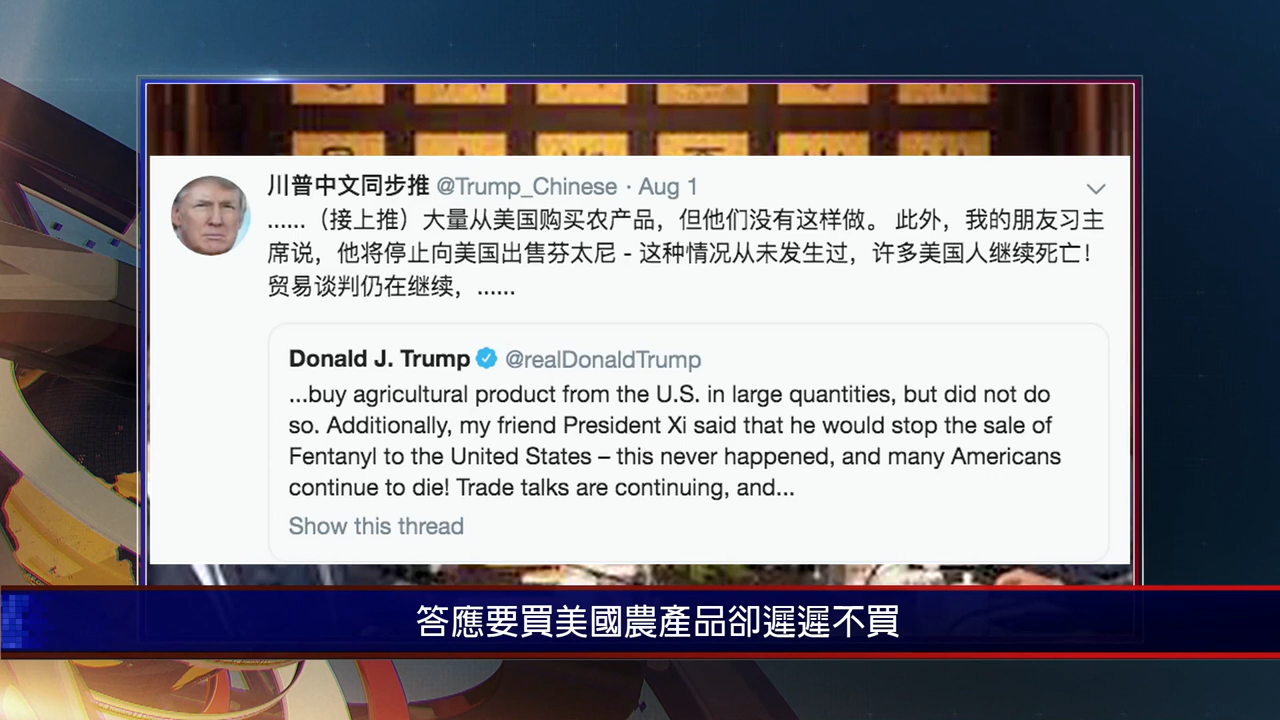 川普中文同步推 @Trump_Chinese · Aug 1
......（接上推）大量从美国购买农产品，但他们没有这样做。 此外，我的朋友习主
席说，他将停止向美国出售芬太尼 - 这种情况从未发生过，许多美国人继续死亡！
贸易谈判仍在继续，......
Donald J. Trump @realDonaldTrump
...buy agricultural product from the U.S. in large quantities, but did not do
so. Additionally, my friend President Xi said that he would stop the sale of
Fentanyl to the United States – this never happened, and many Americans
continue to die! Trade talks are continuing, and...
Show this thread
答應要買美國農產品卻遲遲不買